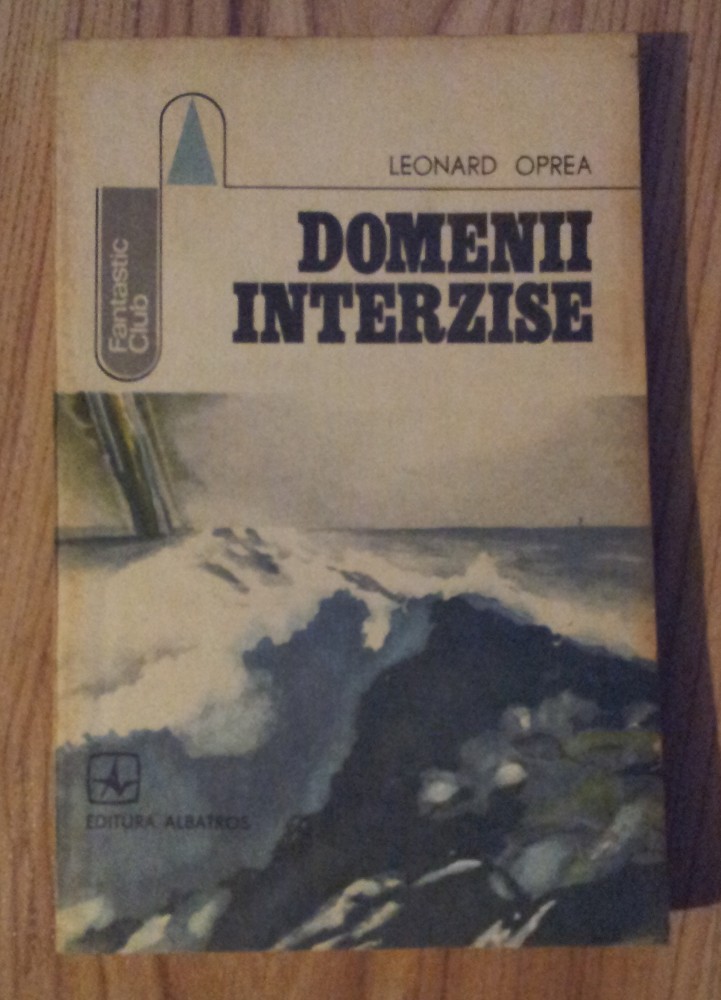 LEONARD OPREA
DOMENII
INTERZISE
Fantastic
Club
EDITURA ALBATROS